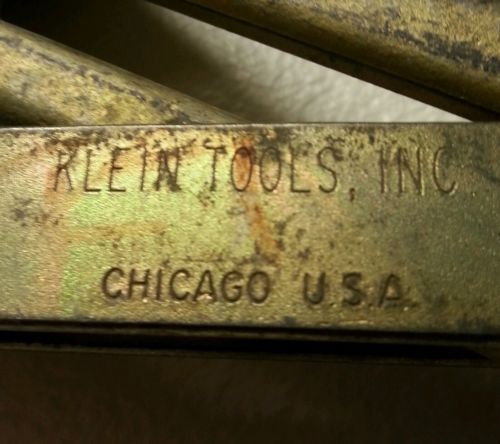 KLEIN TOOLS, INC
CHICAGO U.S.A.